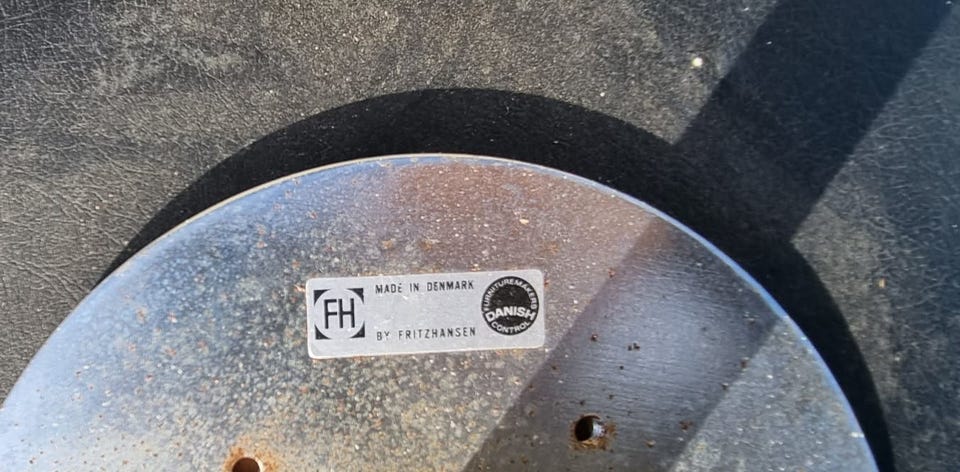 FH
MADE IN DENMARK
BY FRITZHANSEN
FURNITUREMAKERS
DANISH
CONTROL